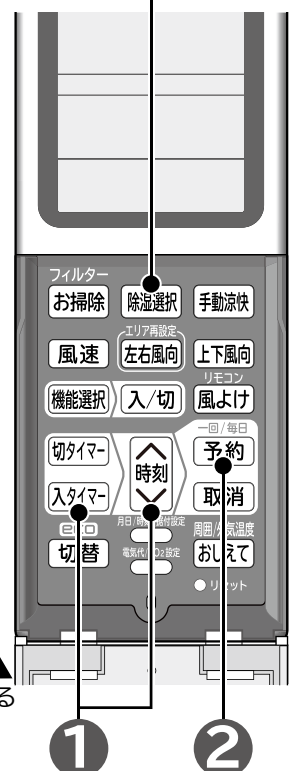 フィルター
お掃除 除湿選択 手動涼快
エリア再設定
風速 左右風向 上下風向
リモコン
機能選択 入/切 風よけ
一回/毎日
切タイマー 時刻 予約
入タイマー 取消
月日/時刻
eco 周囲/外気温度
切替 電気代/CO2設定 おしえて
リセット
る
1 2